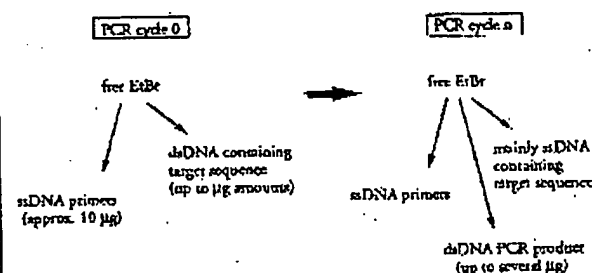 PCR cycle 0
free EtBr
dsDNA containing
target sequence
(up to µg amounts)
ssDNA primers
(approx. 10 µg)
PCR cycle n
free EtBr
mainly ssDNA
containing
target sequence
ssDNA primers
dsDNA PCR product
(up to several µg)